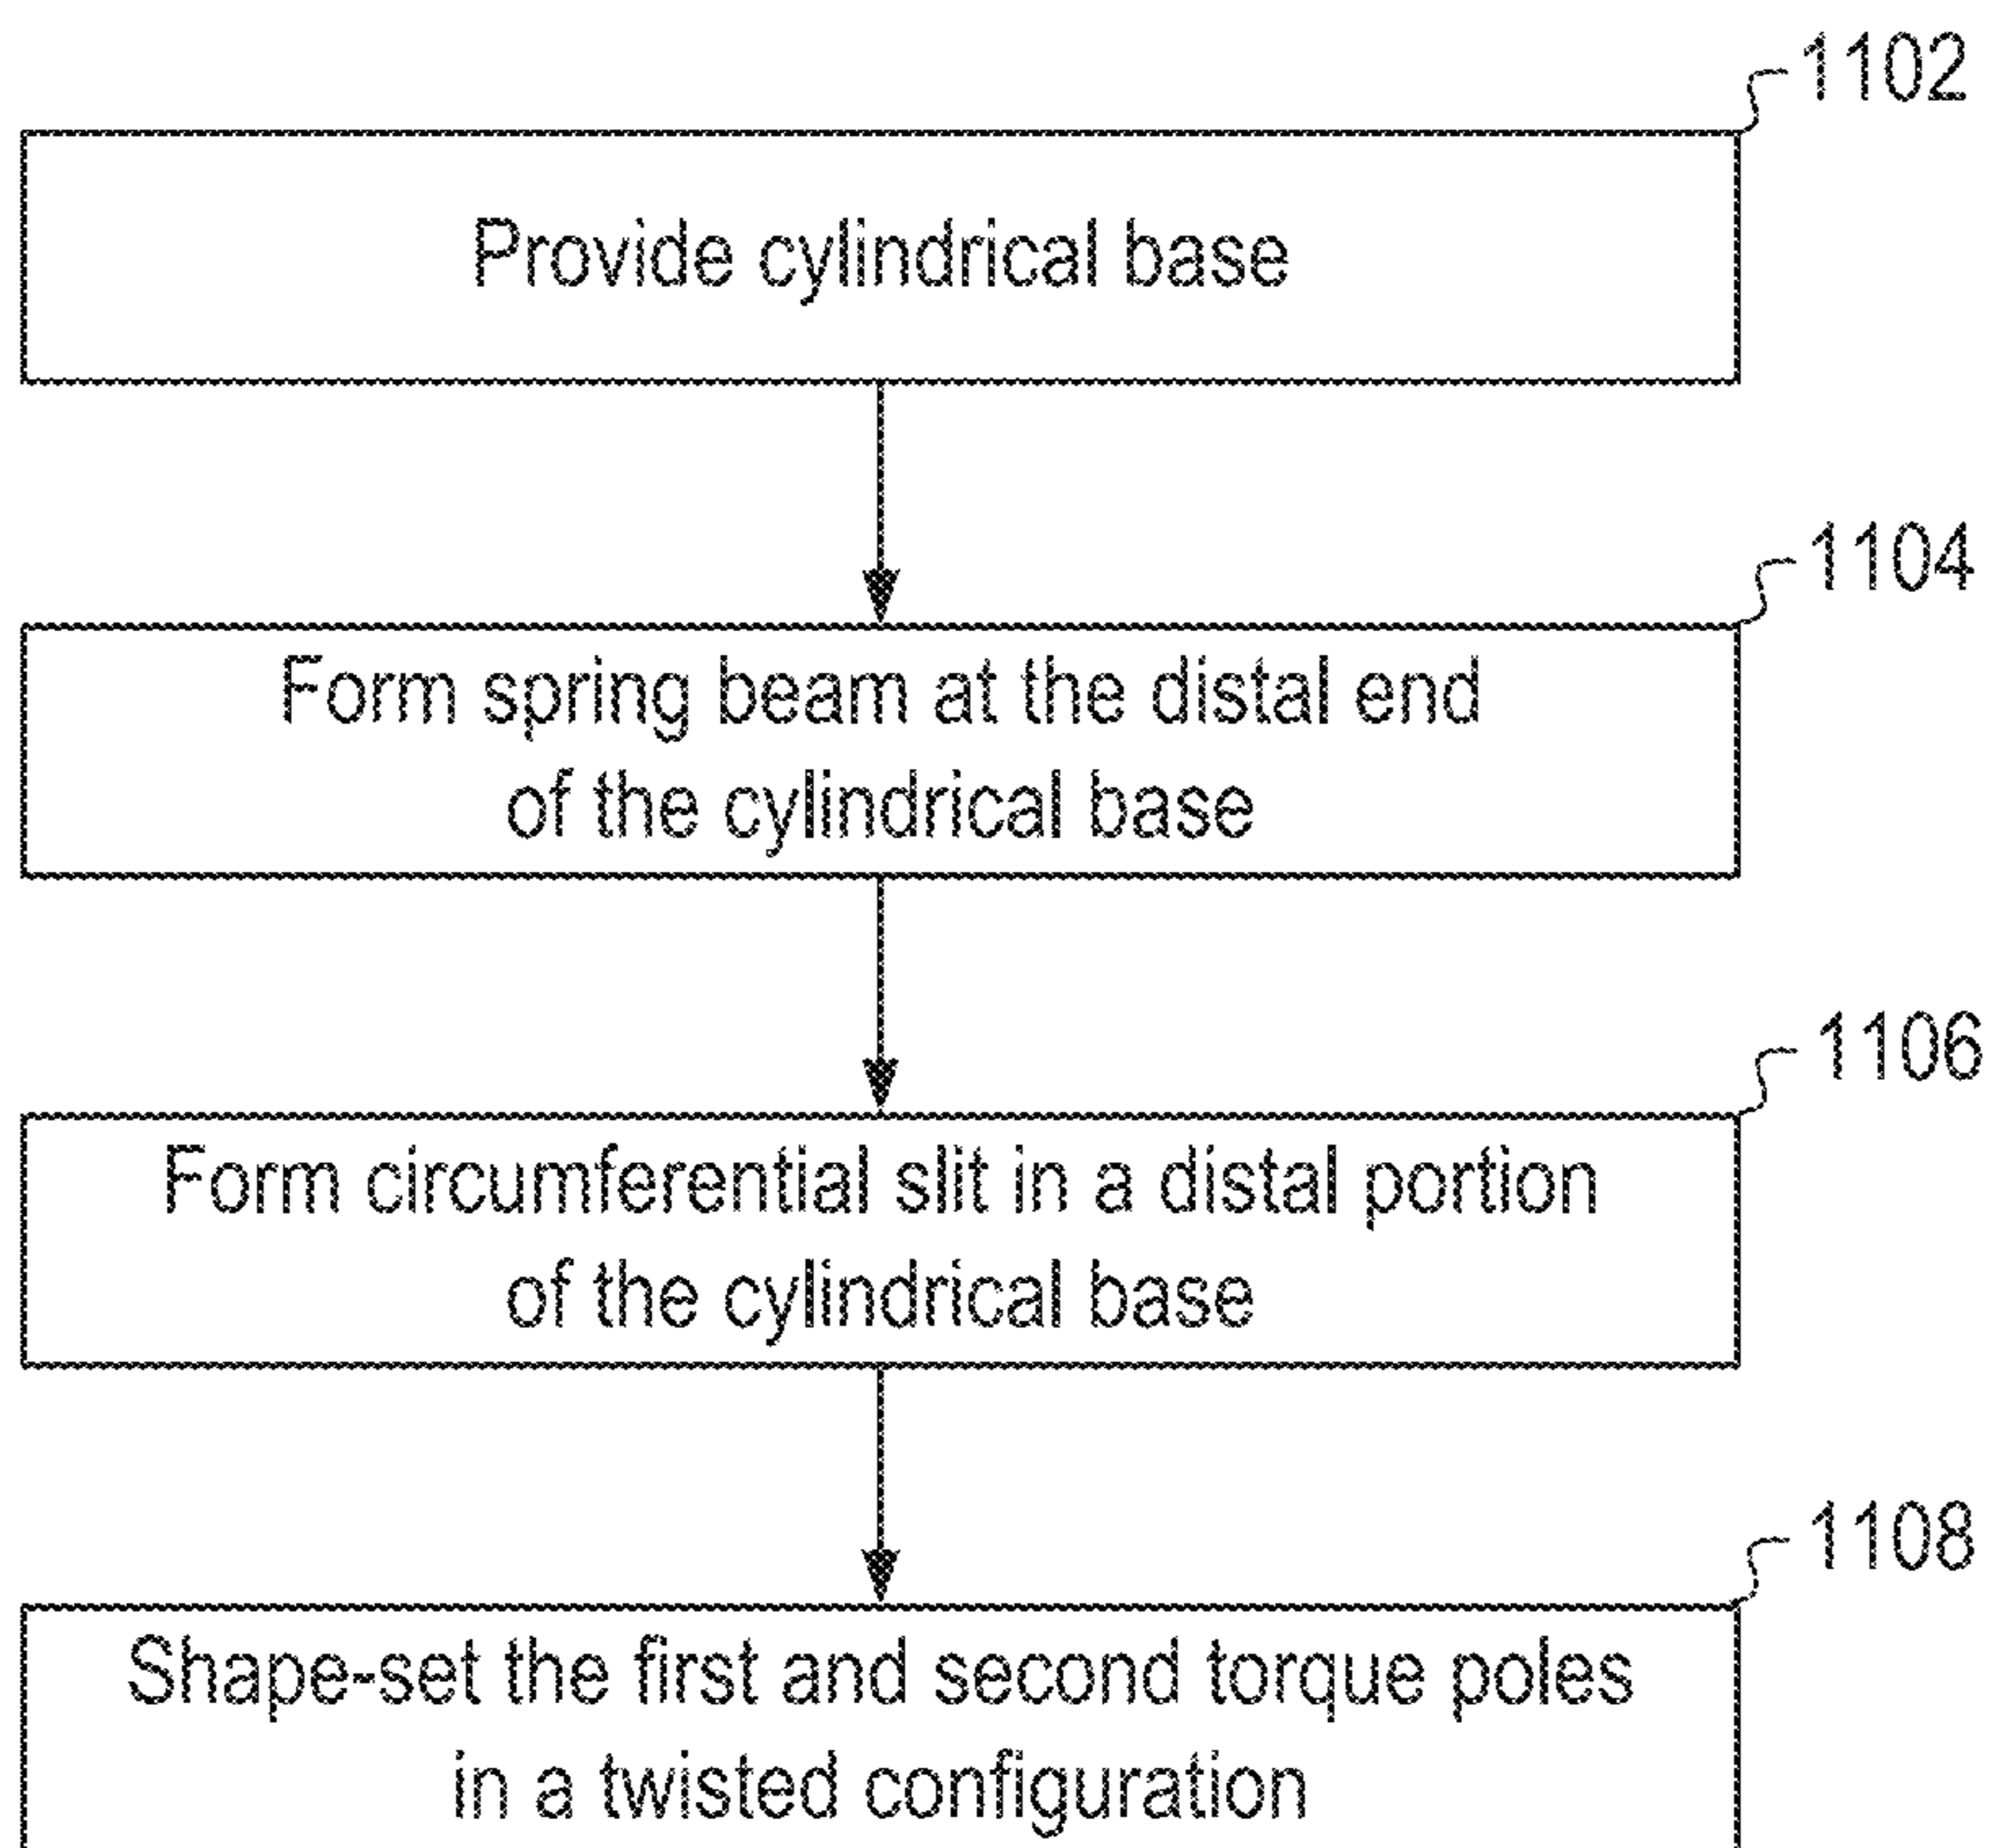 1102
Provide cylindrical base
1104
Form spring beam at the distal end
of the cylindrical base
1106
Form circumferential slit in a distal portion
of the cylindrical base
1108
Shape-set the first and second torque poles
in a twisted configuration